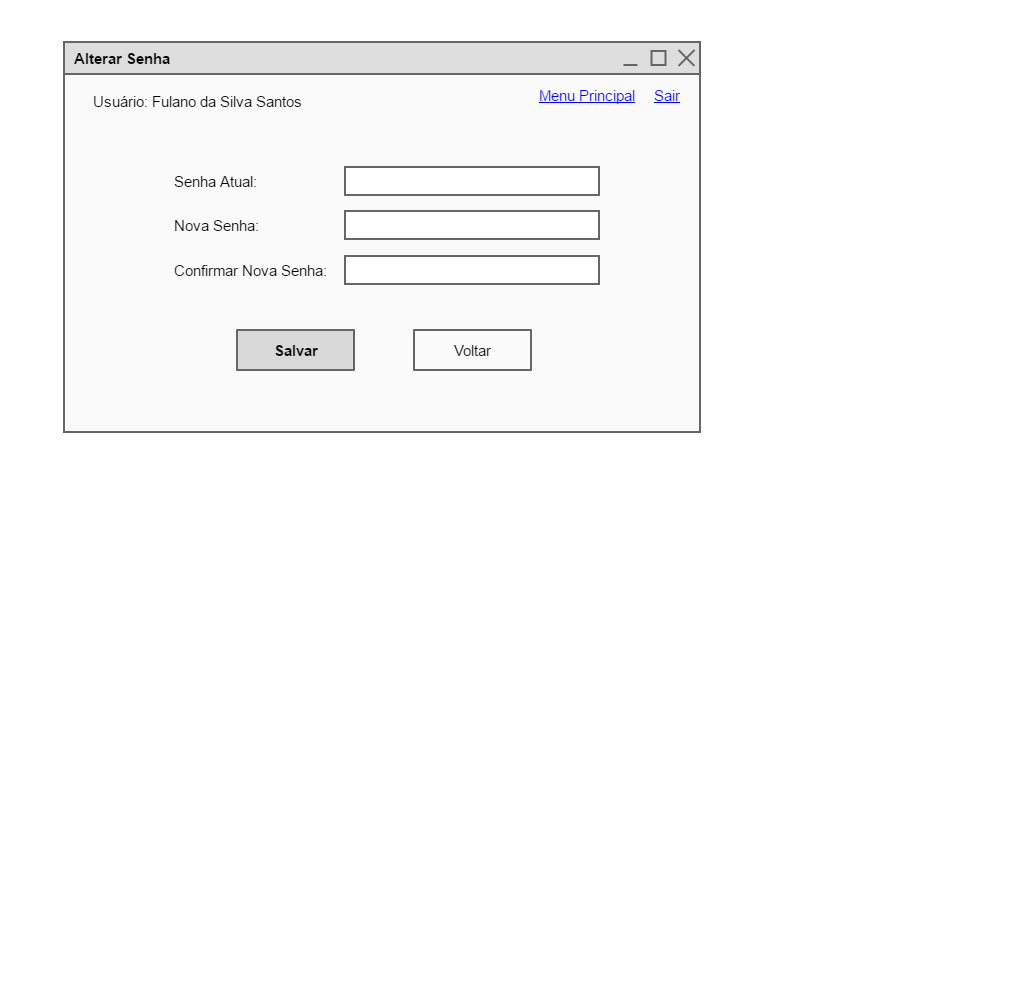 Alterar Senha
Usuário: Fulano da Silva Santos
Menu Principal Sair
Senha Atual:
Nova Senha:
Confirmar Nova Senha:
Salvar Voltar